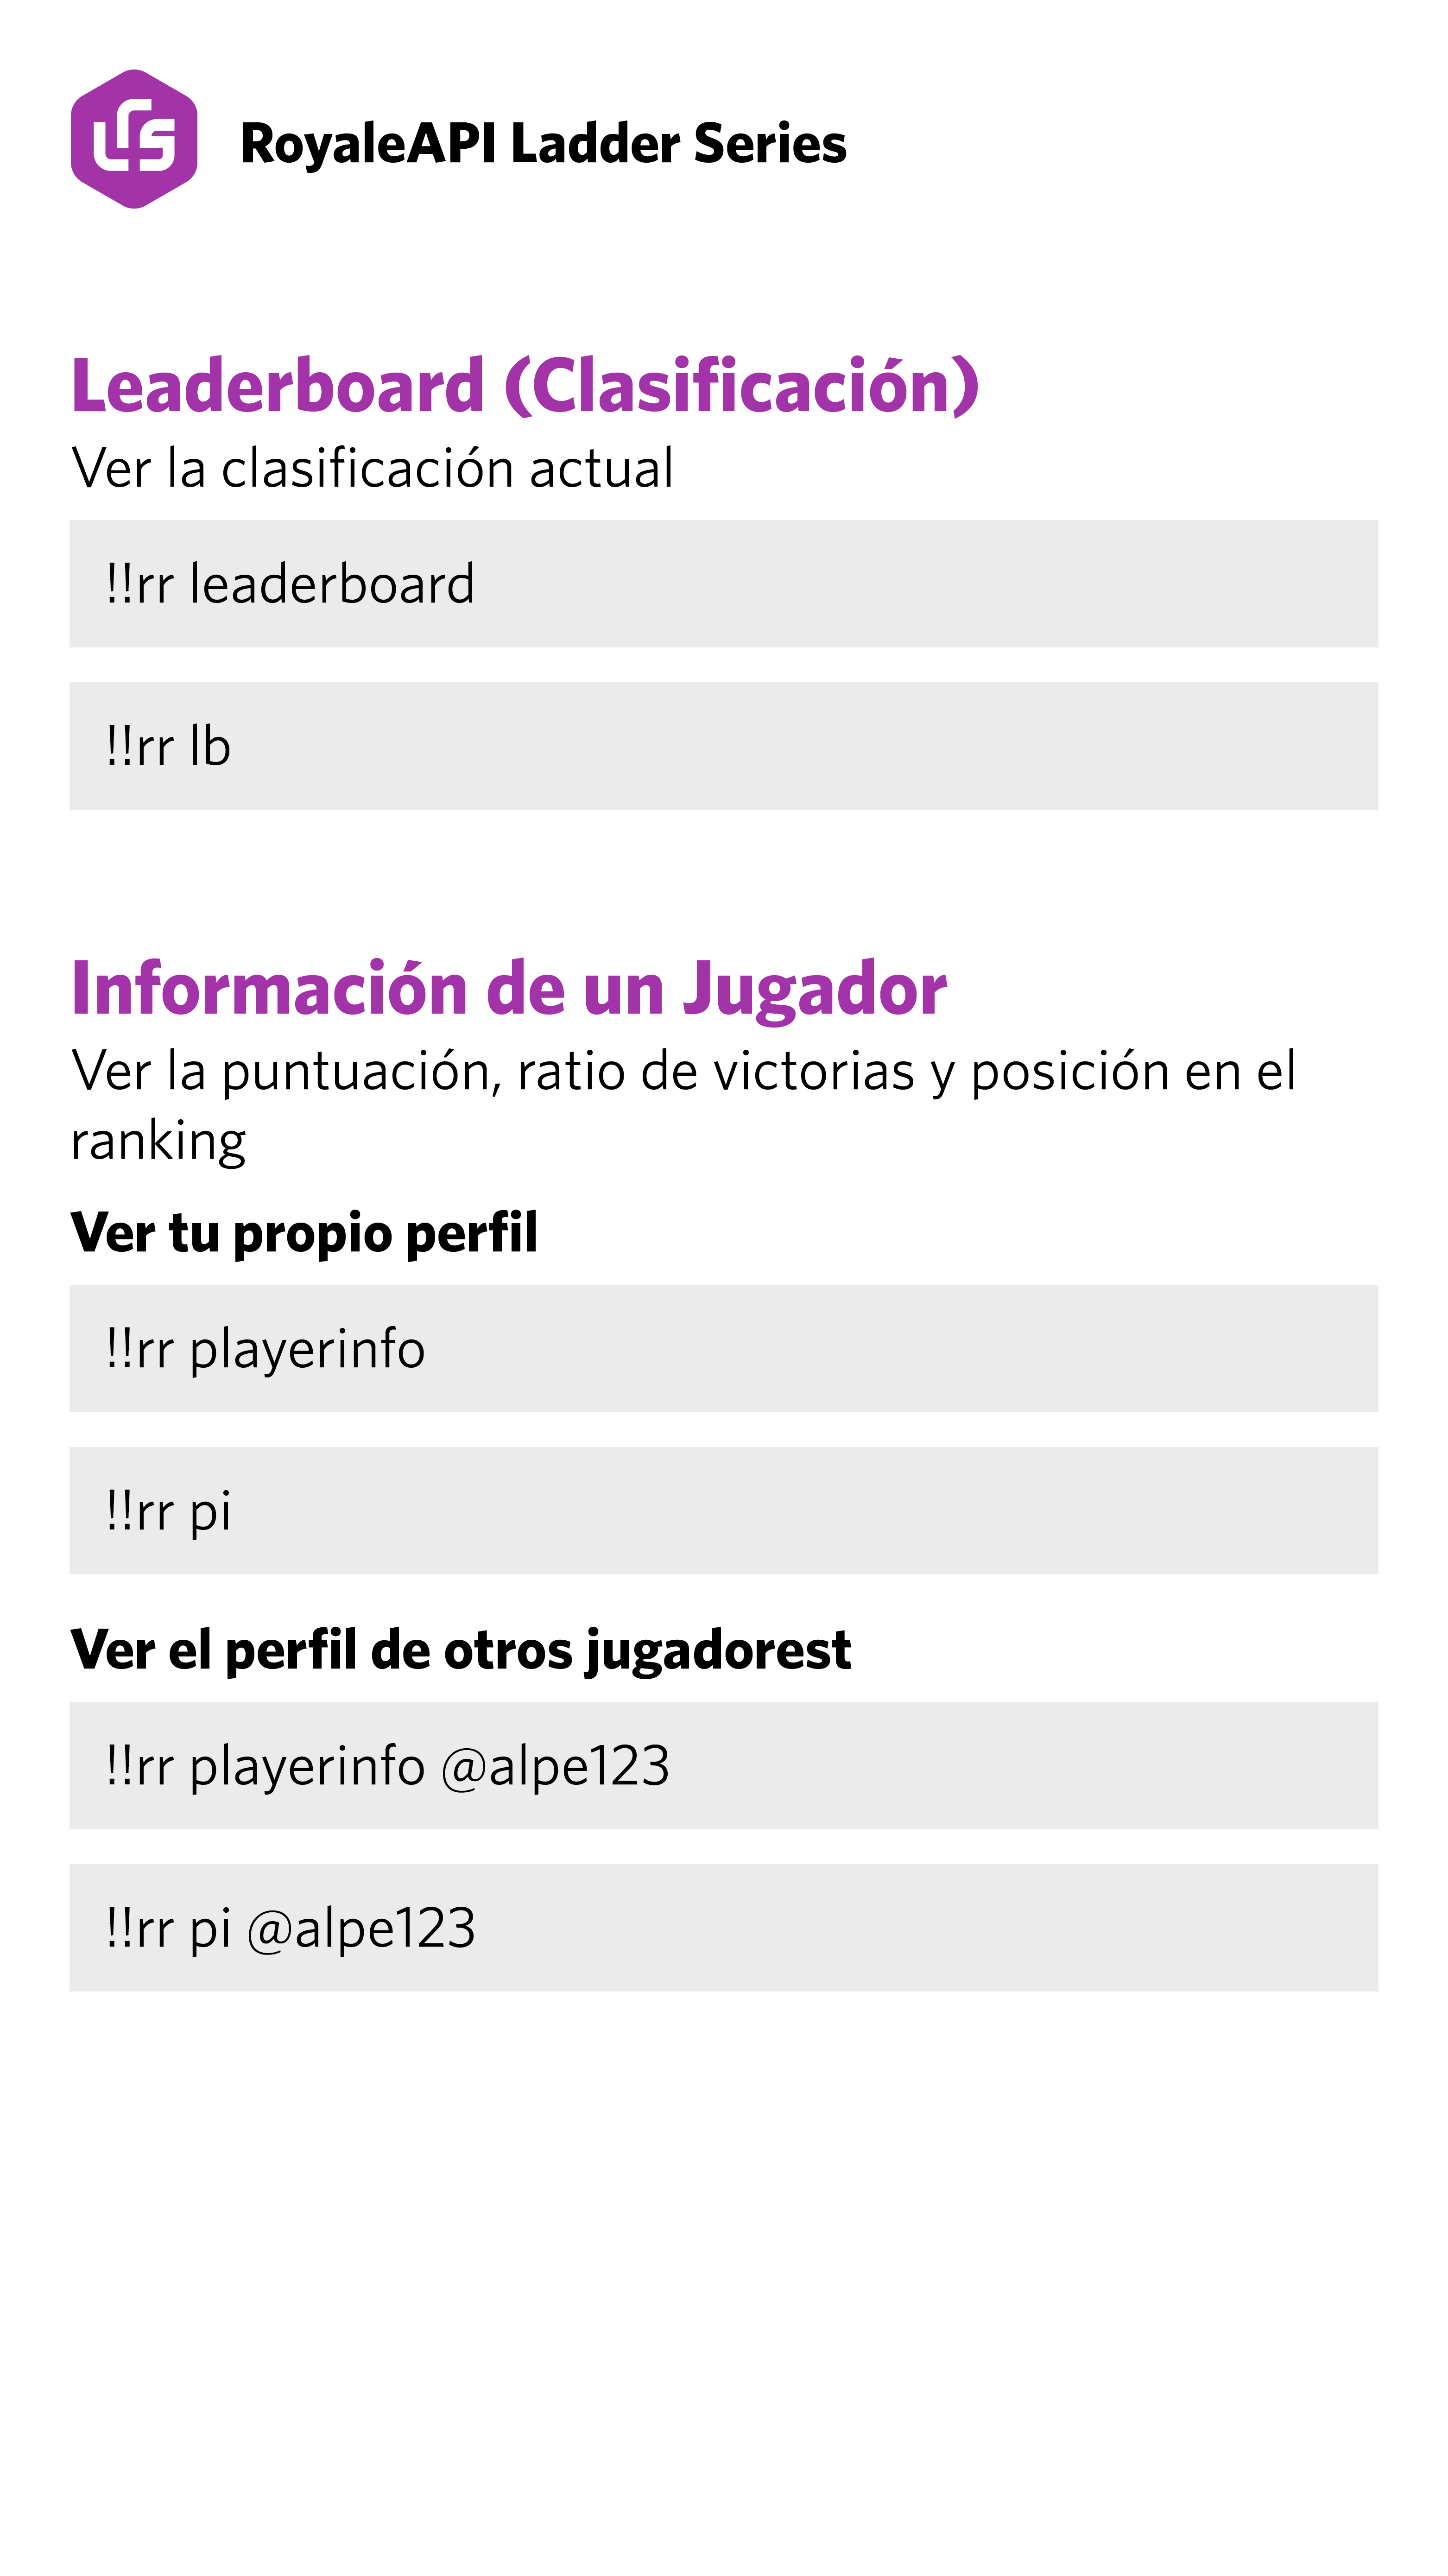 RoyaleAPI Ladder Series
Leaderboard (Clasificación)
Ver la clasificación actual
!!rr leaderboard
!!rr lb
Información de un Jugador
Ver la puntuación, ratio de victorias y posición en el
ranking
Ver tu propio perfil
!!rr playerinfo
!!rr pi
Ver el perfil de otros jugadorest
!!rr playerinfo @alpe123
!!rr pi @alpe123